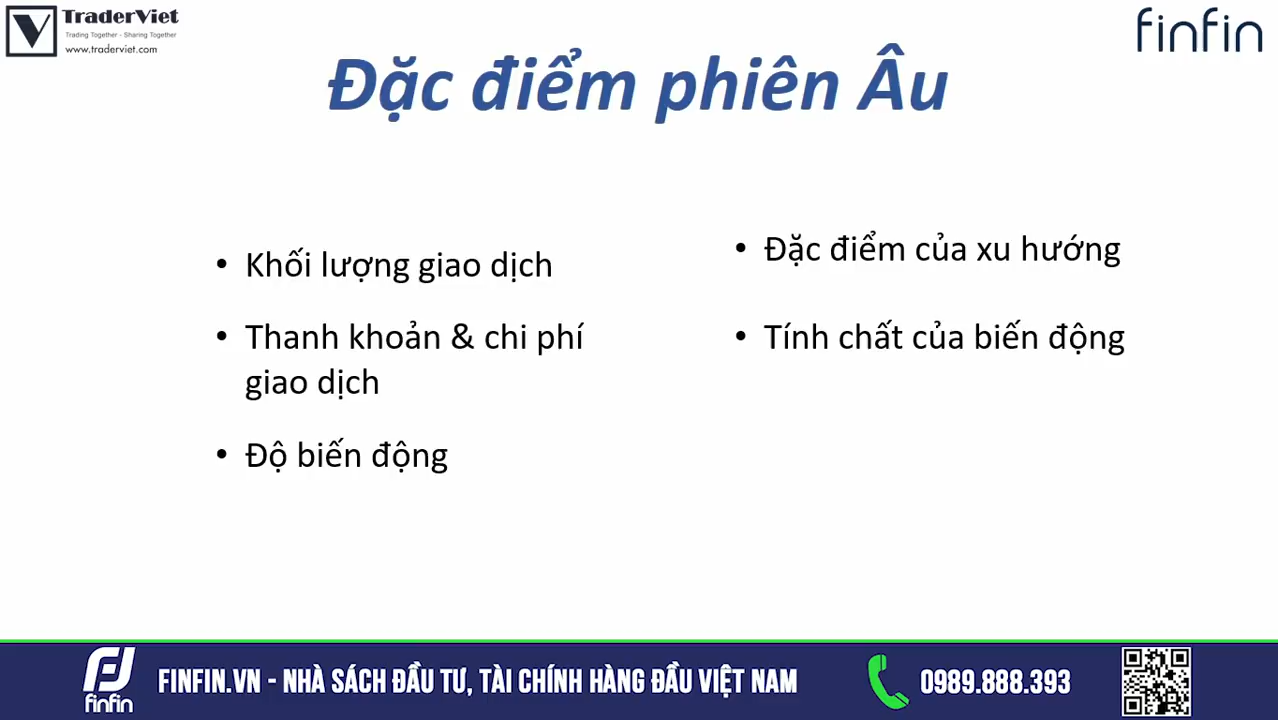 TraderViet
Trading Together - Sharing Together
www.traderviet.com
finfin
Đặc điểm phiên Âu
• Khối lượng giao dịch
• Thanh khoản & chi phí
giao dịch
• Độ biến động
• Đặc điểm của xu hướng
• Tính chất của biến động
finfin
FINFIN.VN - NHÀ SÁCH ĐẦU TƯ, TÀI CHÍNH HÀNG ĐẦU VIỆT NAM
0989.888.393